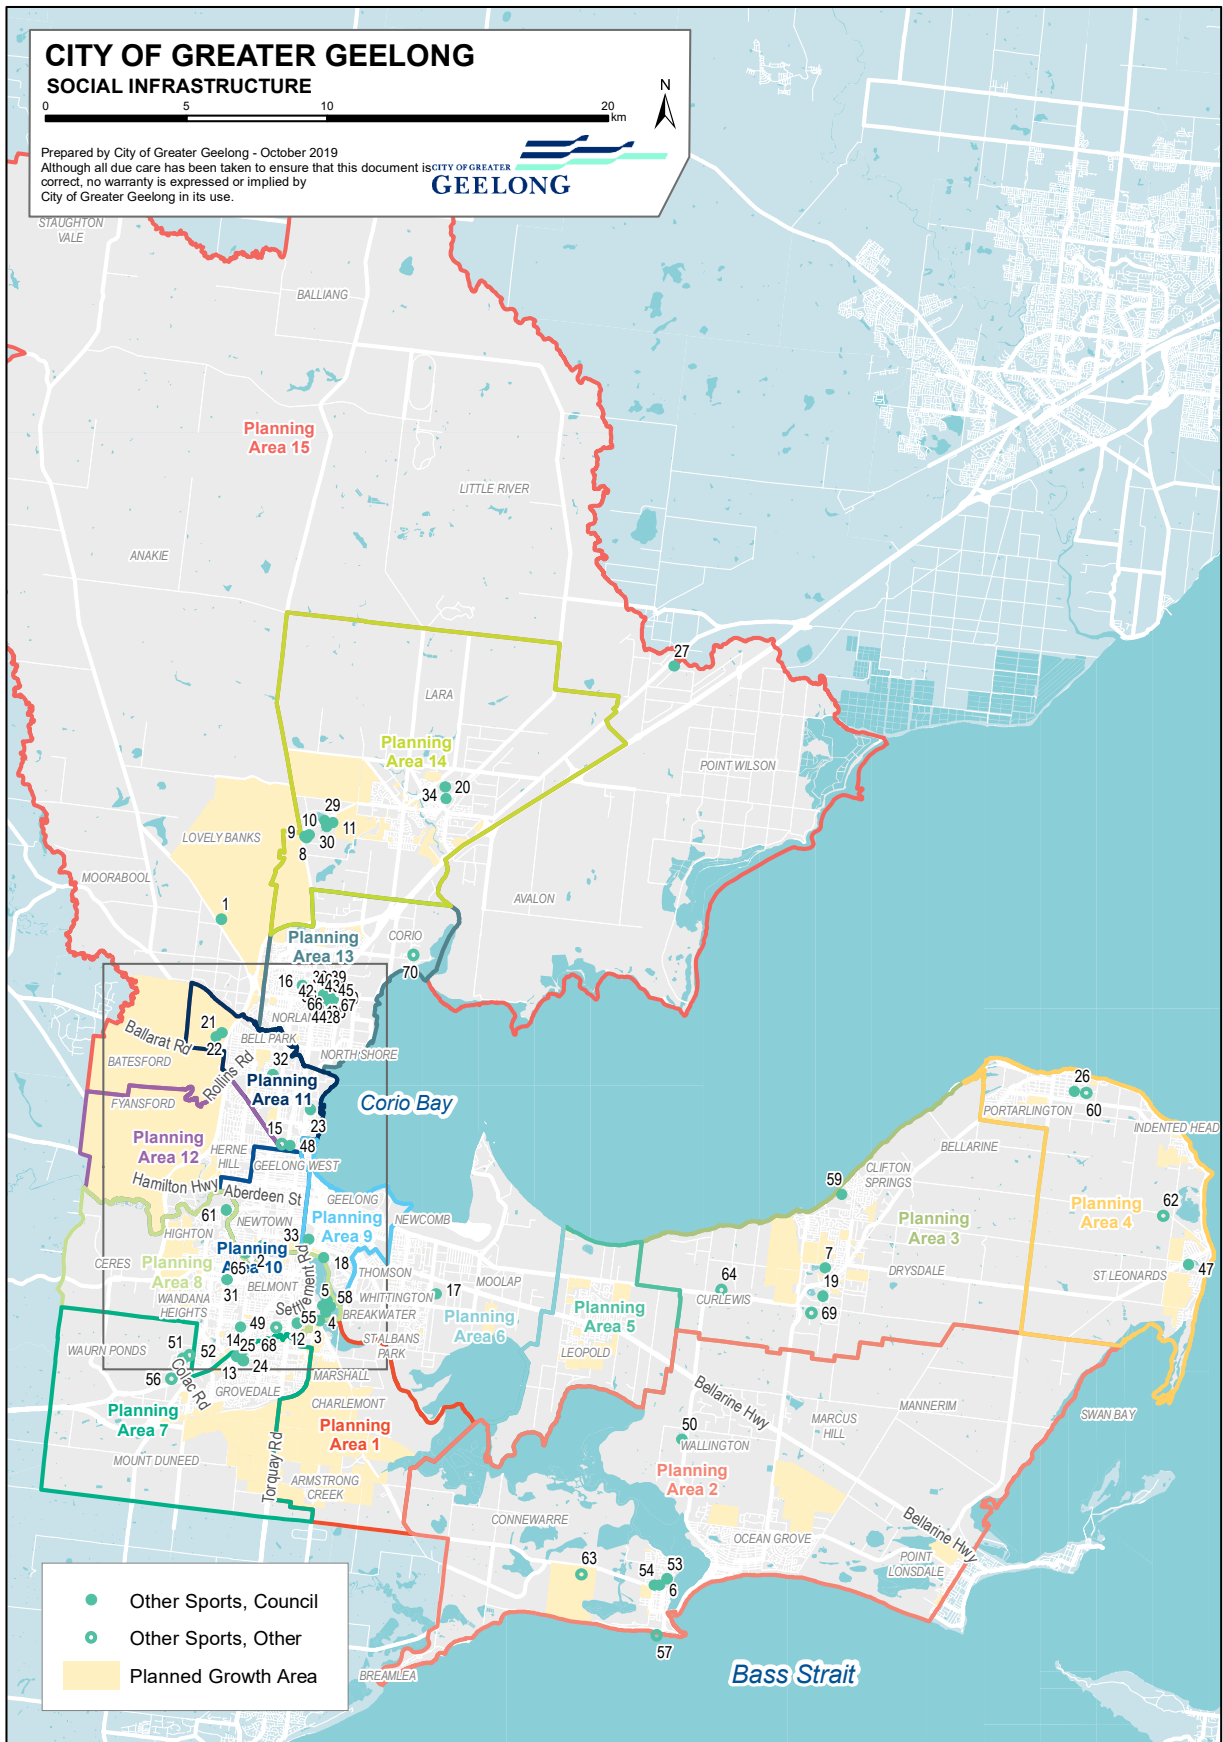 CITY OF GREATER GEELONG
SOCIAL INFRASTRUCTURE
0 5 10 20
km
N
Prepared by City of Greater Geelong - October 2019
Although all due care has been taken to ensure that this document is
correct, no warranty is expressed or implied by
City of Greater Geelong in its use.
CITY OF GREATER
GEELONG
STAUGHTON
VALE
BALLIANG
Planning
Area 15
LITTLE RIVER
ANAKIE
27
LARA
Planning
Area 14
POINT WILSON
20
34
29
10
9
11
30
8
LOVELY BANKS
MOORABOOL
1
AVALON
Planning
Area 13
CORIO
70
16
39
42
43
45
66
67
44
28
21
22
Ballarat Rd
BELL PARK
NORTH SHORE
BATESFORD
Rollins Rd
32
Planning
Area 11
FYANSFORD
23
Corio Bay
15
48
Planning
Area 12
HERNE
HILL
GEELONG WEST
Hamilton Hwy
Aberdeen St
GEELONG
61
NEWTOWN
Planning
Area 9
NEWCOMB
HIGHTON
33
Planning
Area 10
2
65
18
CERES
Planning
Area 8
THOMSON
BELMONT
WHITTINGTON
17
MOOLAP
31
WANDANA
HEIGHTS
Settlement Rd
5
58
BREAKWATER
4
55
3
12
49
14
25
68
ST ALBANS
PARK
Planning
Area 6
Planning
Area 5
LEOPOLD
WAURN PONDS
51
52
13
24
56
Colac Rd
GROVEDALE
MARSHALL
CHARLEMONT
Planning
Area 7
Planning
Area 1
MOUNT DUNEED
Torquay Rd
ARMSTRONG
CREEK
26
60
PORTARLINGTON
INDENTED HEAD
BELLARINE
59
CLIFTON
SPRINGS
62
Planning
Area 4
Planning
Area 3
7
47
64
CURLEWIS
19
69
DRYSDALE
ST LEONARDS
Bellarine Hwy
MANNERIM
MARCUS
HILL
SWAN BAY
50
WALLINGTON
Planning
Area 2
CONNEWARRE
OCEAN GROVE
Bellarine Hwy
POINT
LONSDALE
63
54
53
6
57
BREAMLEA
Bass Strait
Other Sports, Council
Other Sports, Other
Planned Growth Area